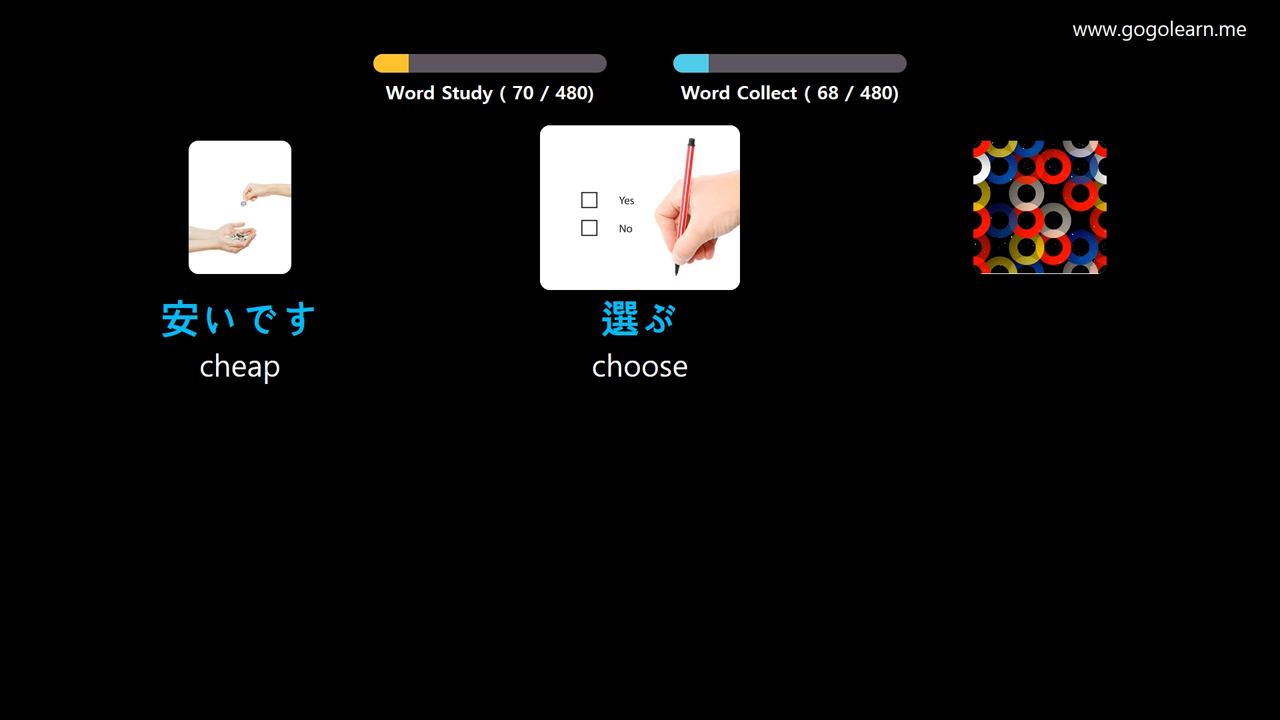 www.gogolearn.me
Word Study ( 70 / 480)
Word Collect ( 68 / 480)
Yes
No
安いです
cheap
選ぶ
choose